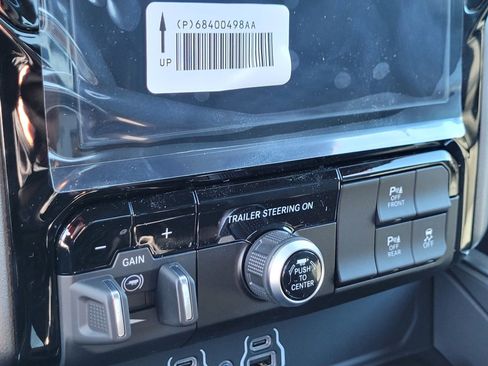 (P)68400498AA
UP
TRAILER STEERING ON
- +
GAIN
PUSH
TO
CENTER
P OFF
FRONT
P OFF
REAR
OFF